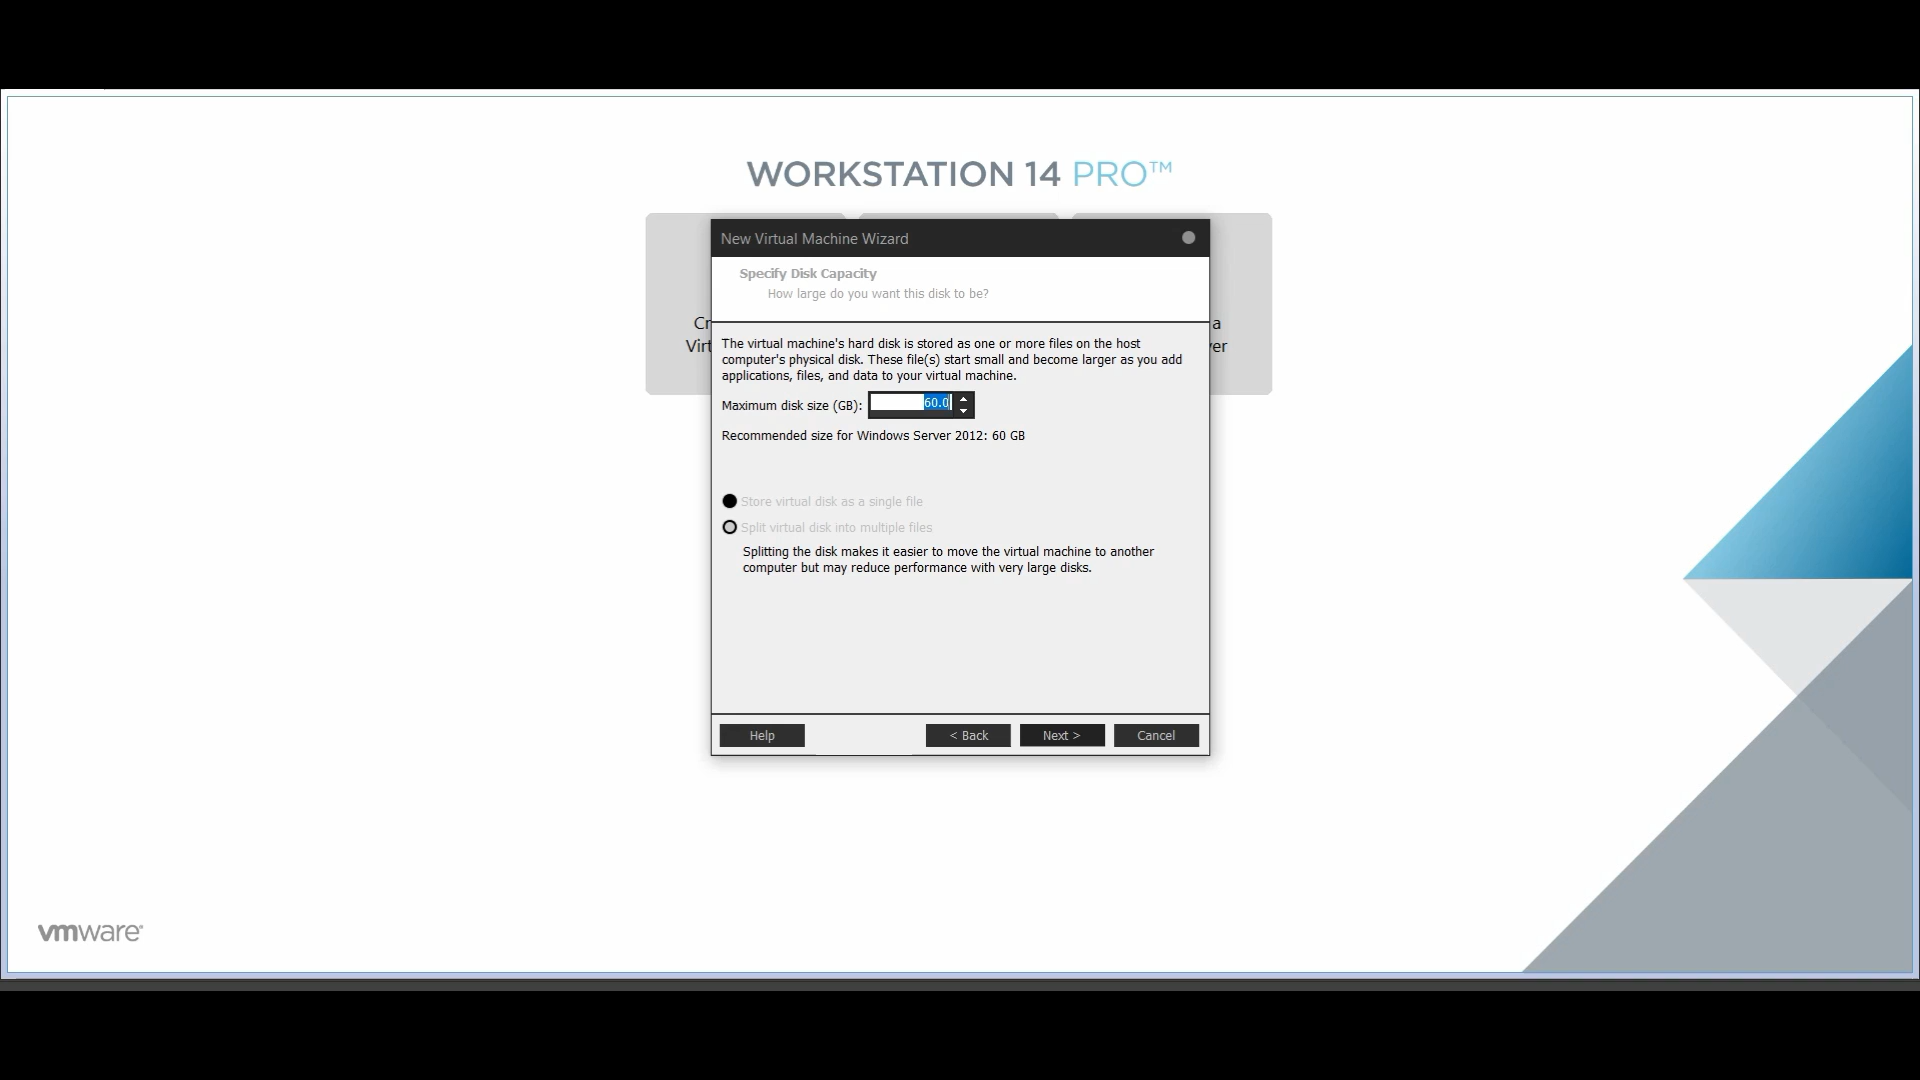 WORKSTATION 14 PRO™
New Virtual Machine Wizard
Specify Disk Capacity
How large do you want this disk to be?
Cr
a
Virt
ver
The virtual machine's hard disk is stored as one or more files on the host
computer's physical disk. These file(s) start small and become larger as you add
applications, files, and data to your virtual machine.
Maximum disk size (GB): 60.0
Recommended size for Windows Server 2012: 60 GB
Store virtual disk as a single file
Split virtual disk into multiple files
Splitting the disk makes it easier to move the virtual machine to another
computer but may reduce performance with very large disks.
Help < Back Next > Cancel
vmware